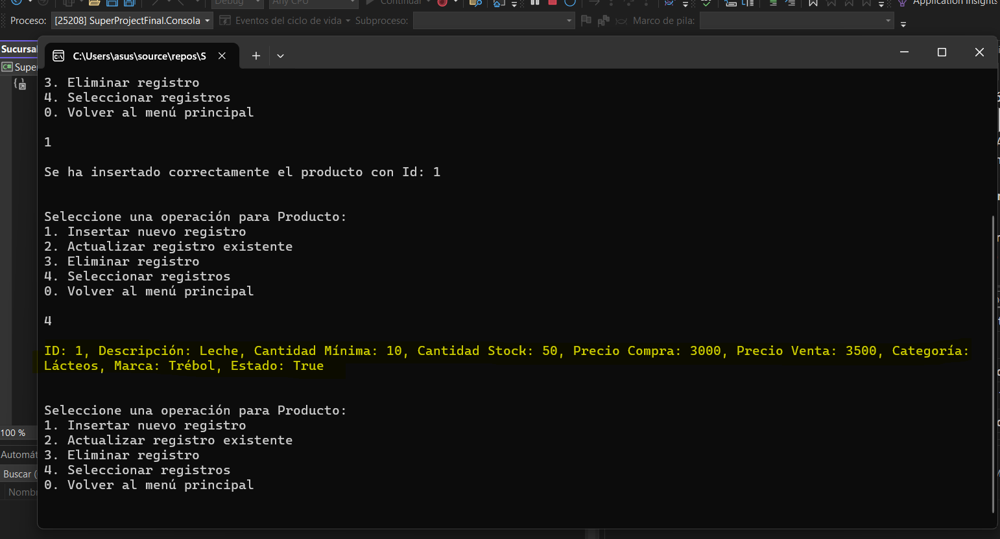 Debug
Any CPU
Continuar
Application Insights
Proceso: [25208] SuperProjectFinal.Consola
Eventos del ciclo de vida
Subproceso:
Marco de pila:
Sucursal
C# Super
C:\Users\asus\source\repos\S
3. Eliminar registro
4. Seleccionar registros
0. Volver al menú principal
1
Se ha insertado correctamente el producto con Id: 1
Seleccione una operación para Producto:
1. Insertar nuevo registro
2. Actualizar registro existente
3. Eliminar registro
4. Seleccionar registros
0. Volver al menú principal
4
ID: 1, Descripción: Leche, Cantidad Mínima: 10, Cantidad Stock: 50, Precio Compra: 3000, Precio Venta: 3500, Categoría:
Lácteos, Marca: Trébol, Estado: True
Seleccione una operación para Producto:
1. Insertar nuevo registro
2. Actualizar registro existente
3. Eliminar registro
4. Seleccionar registros
0. Volver al menú principal
100 %
Automát
Buscar (
Nomb